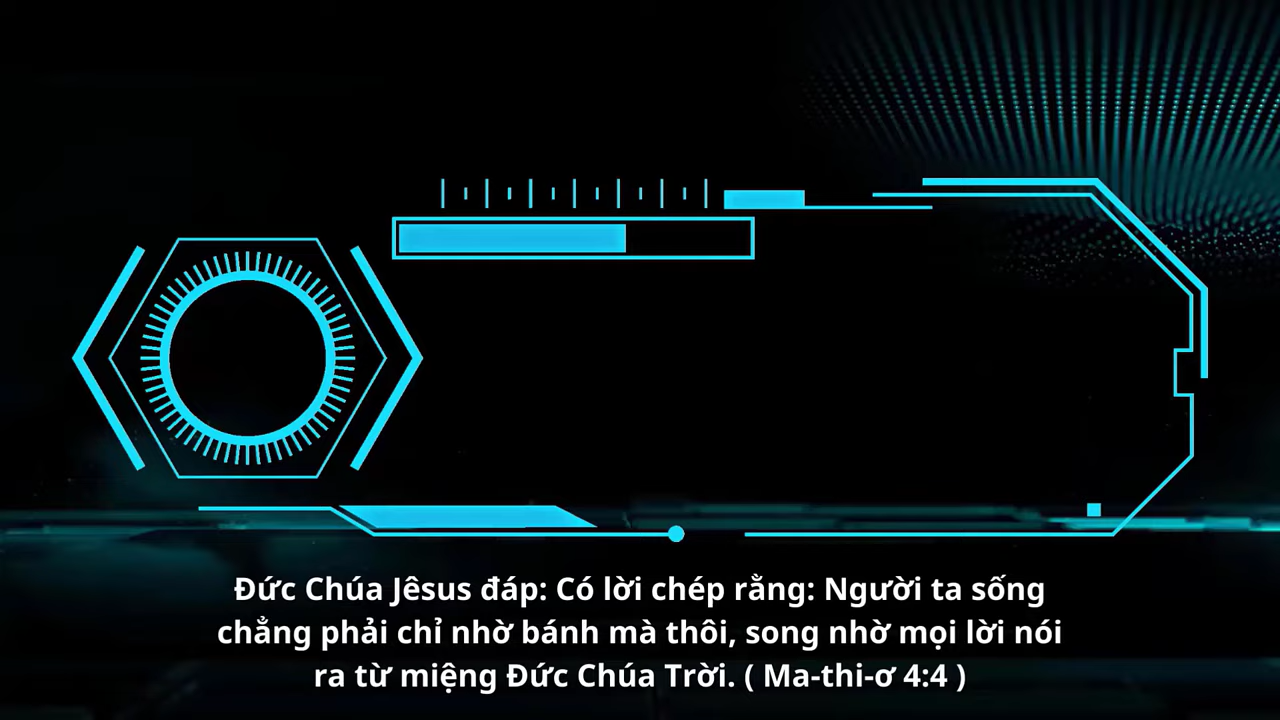 Đức Chúa Jêsus đáp: Có lời chép rằng: Người ta sống
chẳng phải chỉ nhờ bánh mà thôi, song nhờ mọi lời nói
ra từ miệng Đức Chúa Trời. ( Ma-thi-ơ 4:4 )